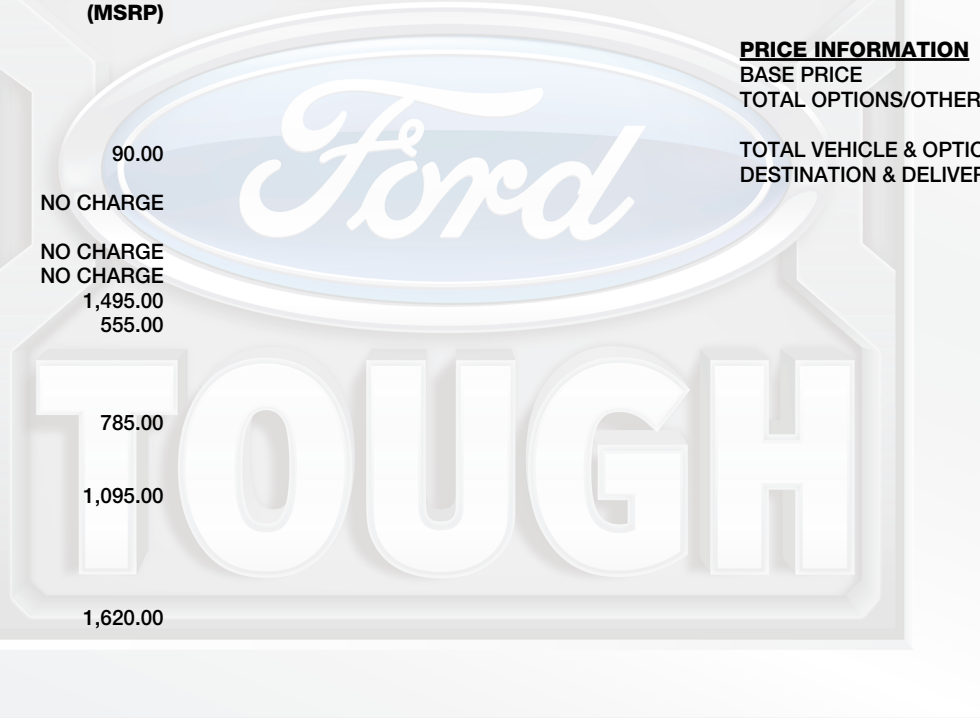 (MSRP)
90.00
NO CHARGE
NO CHARGE
NO CHARGE
1,495.00
555.00
785.00
1,095.00
1,620.00
PRICE INFORMATION
BASE PRICE
TOTAL OPTIONS/OTHER
TOTAL VEHICLE & OPTIO
DESTINATION & DELIVER
Ford
TOUGH